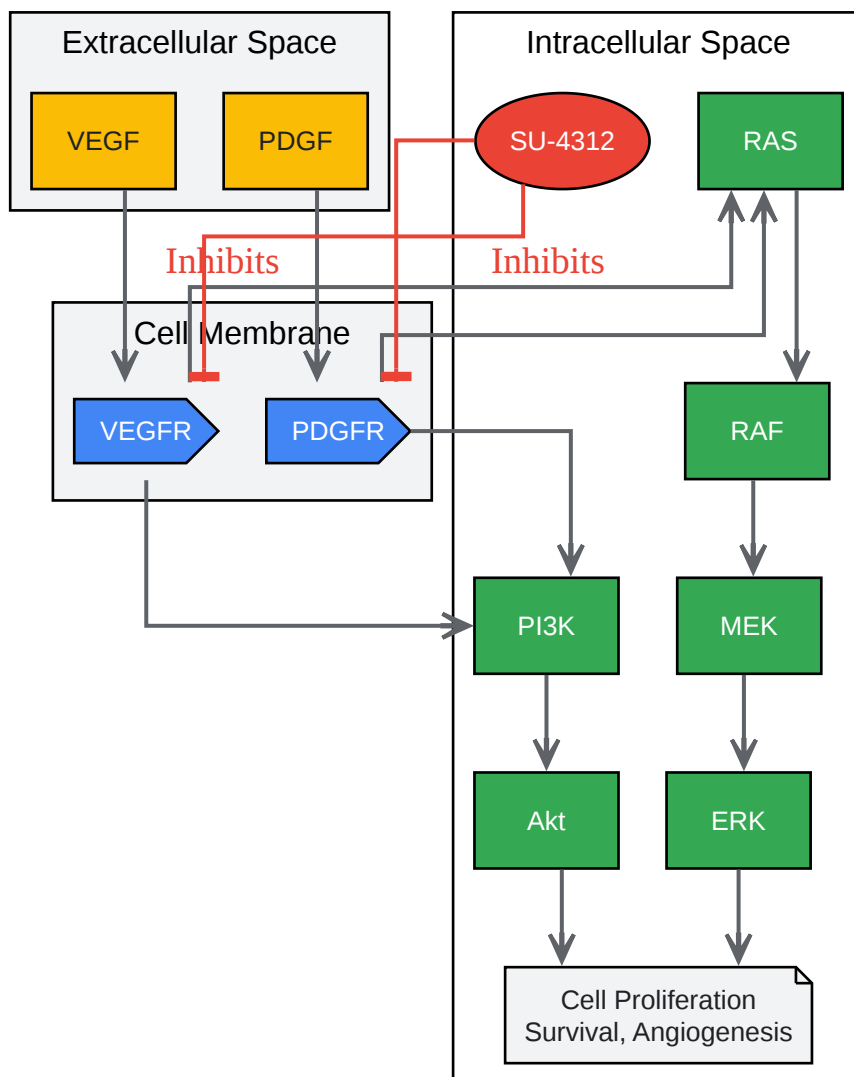 Extracellular Space
Intracellular Space
VEGF
PDGF
SU-4312
RAS
Inhibits
Inhibits
Cell Membrane
VEGFR
PDGFR
RAF
PI3K
MEK
Akt
ERK
Cell Proliferation
Survival, Angiogenesis